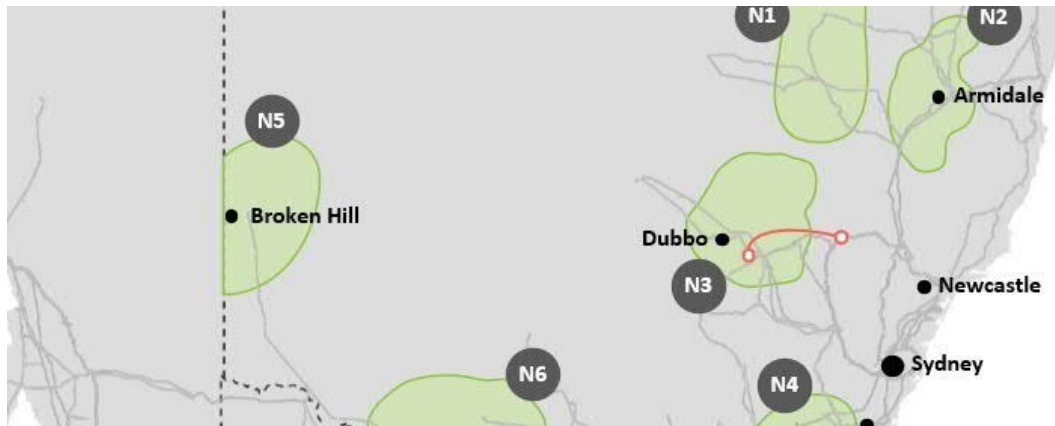 N1
N2
Armidale
N5
Broken Hill
Dubbo
N3
Newcastle
Sydney
N6
N4